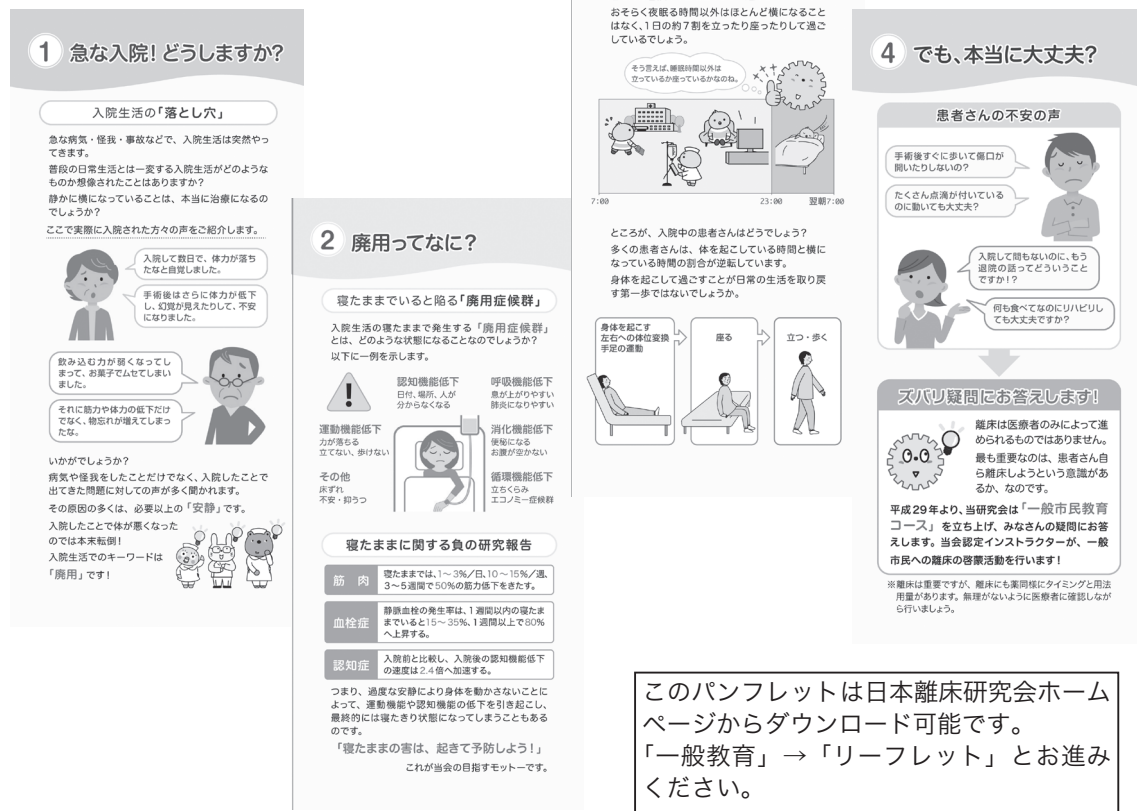 1 急な入院! どうしますか?
入院生活の「落とし穴」
急な病気・怪我・事故などで、入院生活は突然やっ
てきます。
普段の日常生活とは一変する入院生活がどのような
ものか想像されたことはありますか?
静かに横になっていることは、本当に治療になるの
でしょうか?
ここで実際に入院された方々の声をご紹介します。
入院して数日で、体力が落ち
たなと自覚しました。
手術後はさらに体力が低下
し、幻覚が見えたりして、不安
になりました。
飲み込む力が弱くなってし
まって、お菓子でムセてしまい
ました。
それに筋力や体力の低下だけ
でなく、物忘れが増えてしまっ
たな。
いかがでしょうか?
病気や怪我をしたことだけでなく、入院したことで
出てきた問題に対しての声が多く聞かれます。
その原因の多くは、必要以上の「安静」です。
入院したことで体が悪くなった
のでは本末転倒!
入院生活でのキーワードは
「廃用」です!
2 廃用ってなに?
寝たままでいると陥る「廃用症候群」
入院生活の寝たままで発生する「廃用症候群」
とは、どのような状態になることなのでしょうか?
以下に一例を示します。
認知機能低下
日付、場所、人が
分からなくなる
呼吸機能低下
息が上がりやすい
肺炎になりやすい
運動機能低下
力が落ちる
立てない、歩けない
消化機能低下
便秘になる
お腹が空かない
その他
床ずれ
不安・抑うつ
循環機能低下
立ちくらみ
エコノミー症候群
寝たままに関する負の研究報告
筋 肉
寝たままでは、1~3%/日、10~15%/週、
3~5週間で50%の筋力低下をきたす。
血栓症
静脈血栓の発生率は、1週間以内の寝たま
までいると15~35%、1週間以上で80%
へ上昇する。
認知症
入院前と比較し、入院後の認知機能低下
の速度は2.4倍へ加速する。
つまり、過度な安静により身体を動かさないことに
よって、運動機能や認知機能の低下を引き起こし、
最終的には寝たきり状態になってしまうこともある
のです。
「寝たままの害は、起きて予防しよう!」
これが当会の目指すモットーです。
おそらく夜眠る時間以外はほとんど横になること
はなく、1日の約7割を立ったり座ったりして過ご
しているでしょう。
そう言えば、睡眠時間以外は
立っているか座っているかなのね。
7:00
23:00
翌朝7:00
ところが、入院中の患者さんはどうでしょう?
多くの患者さんは、体を起こしている時間と横に
なっている時間の割合が逆転しています。
身体を起こして過ごすことが日常の生活を取り戻
す第一歩ではないでしょうか。
身体を起こす
左右への体位変換
手足の運動
座る
立つ・歩く
4 でも、本当に大丈夫?
患者さんの不安の声
手術後すぐに歩いて傷口が
開いたりしないの?
たくさん点滴が付いている
のに動いても大丈夫?
入院して間もないのに、もう
退院の話ってどういうこと
ですか!?
何も食べてなのにリハビリし
ても大丈夫ですか?
ズバリ疑問にお答えします!
離床は医療者のみによって進
められるものではありません。
最も重要なのは、患者さん自
ら離床しようという意識があ
るか、なのです。
平成29年より、当研究会は「一般市民教育
コース」を立ち上げ、みなさんの疑問にお答
えします。当会認定インストラクターが、一般
市民への離床の啓蒙活動を行います!
※離床は重要ですが、離床にも薬同様にタイミングと用法
用量があります。無理がないように医療者に確認しなが
ら行いましょう。
このパンフレットは日本離床研究会ホーム
ページからダウンロード可能です。
「一般教育」→「リーフレット」とお進み
ください。